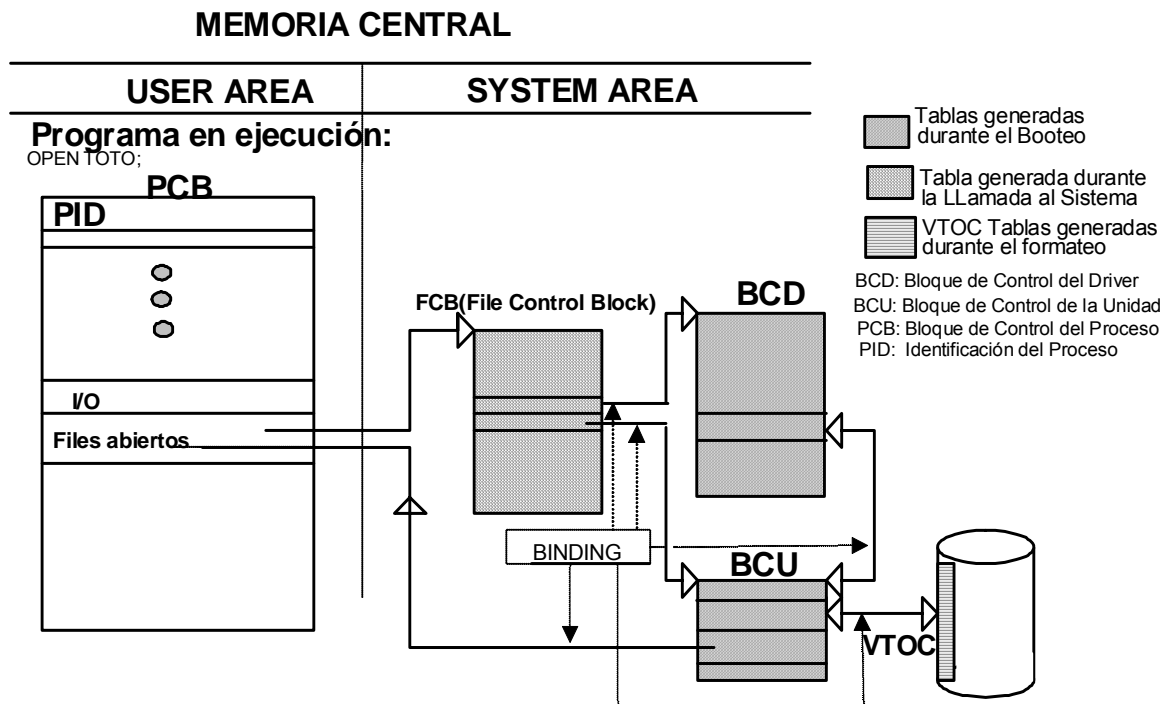 MEMORIA CENTRAL
USER AREA
SYSTEM AREA
Programa en ejecución:
OPEN TOTO;
PCB
PID
I/O
Files abiertos
FCB(File Control Block)
BCD
BINDING
BCU
VTOC
Tablas generadas
durante el Booteo
Tabla generada durante
la LLamada al Sistema
VTOC Tablas generadas
durante el formateo
BCD: Bloque de Control del Driver
BCU: Bloque de Control de la Unidad
PCB: Bloque de Control del Proceso
PID: Identificación del Proceso